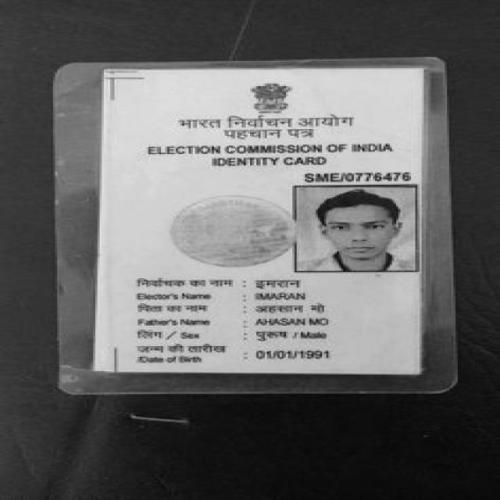 भारत निर्वाचन आयोग
पहचान पत्र
ELECTION COMMISSION OF INDIA
IDENTITY CARD
SME/0776476
निर्वाचक का नाम : इमरान
Elector's Name : IMARAN
पिता का नाम : अहसान मो
Father's Name : AHASAN MO
लिंग / Sex : पुरूष / Male
जन्म की तारीख : 01/01/1991
/Date of Birth